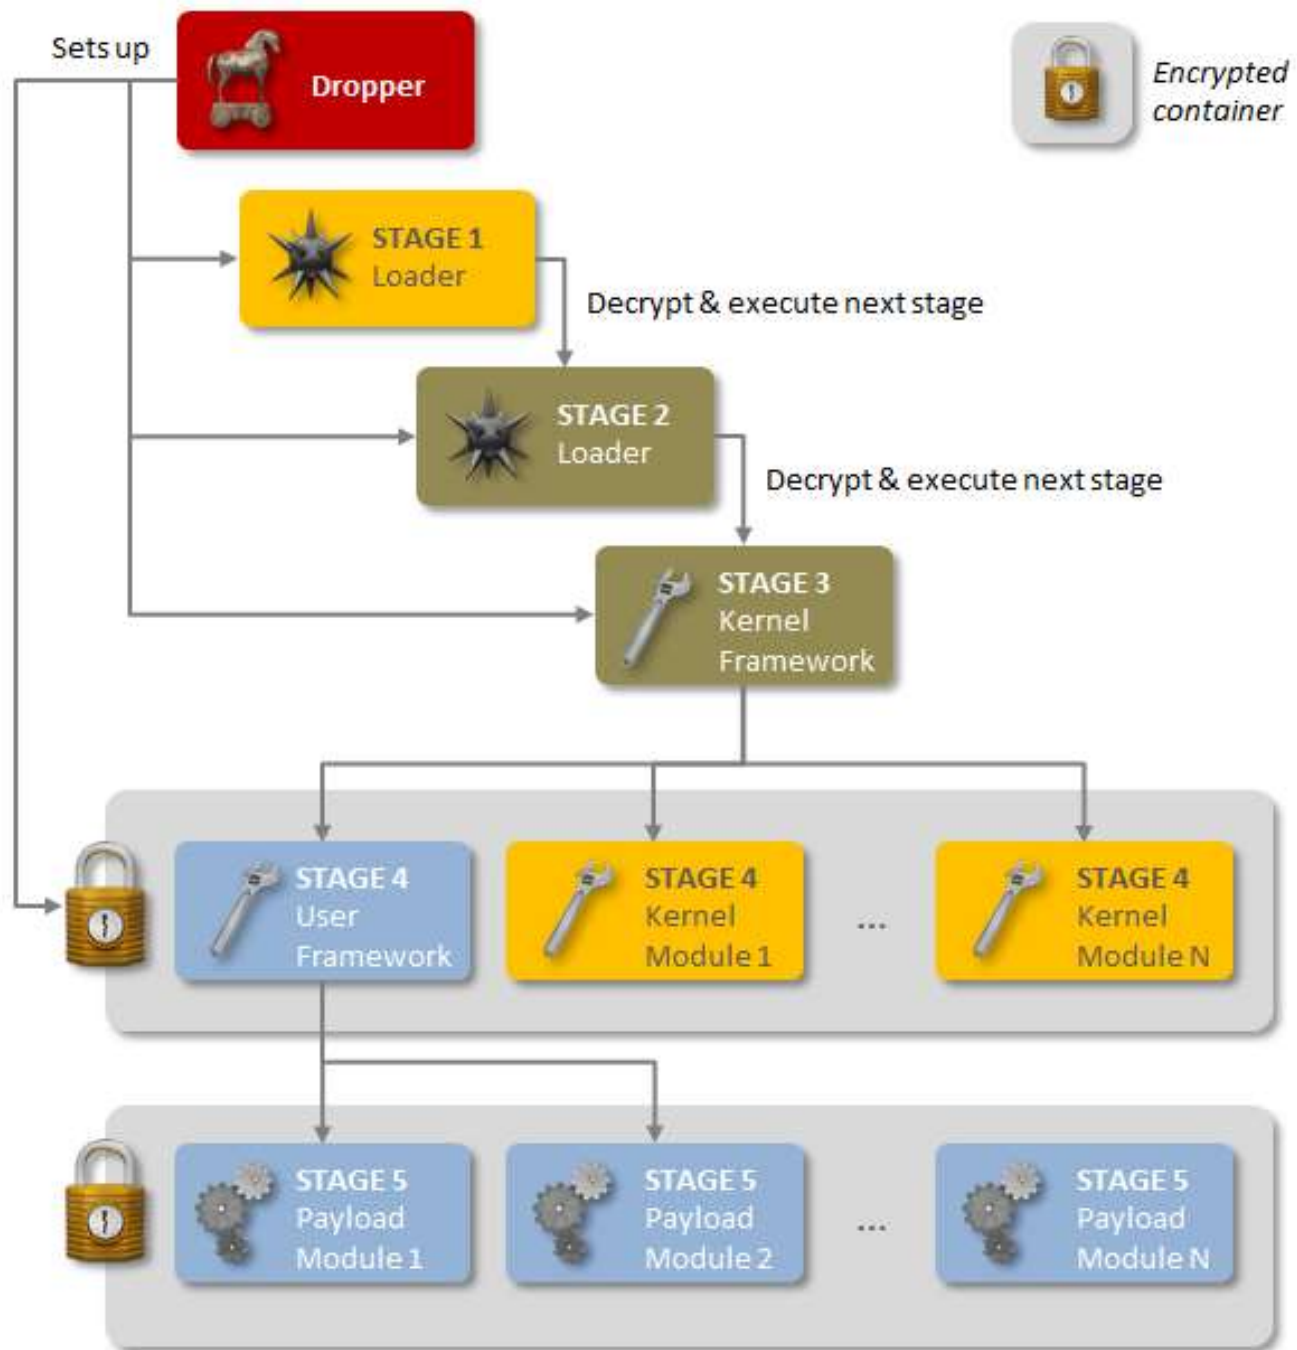 Sets up
Dropper
Encrypted
container
STAGE 1
Loader
Decrypt & execute next stage
STAGE 2
Loader
Decrypt & execute next stage
STAGE 3
Kernel
Framework
STAGE 4
User
Framework
STAGE 4
Kernel
Module 1
...
STAGE 4
Kernel
Module N
STAGE 5
Payload
Module 1
STAGE 5
Payload
Module 2
...
STAGE 5
Payload
Module N